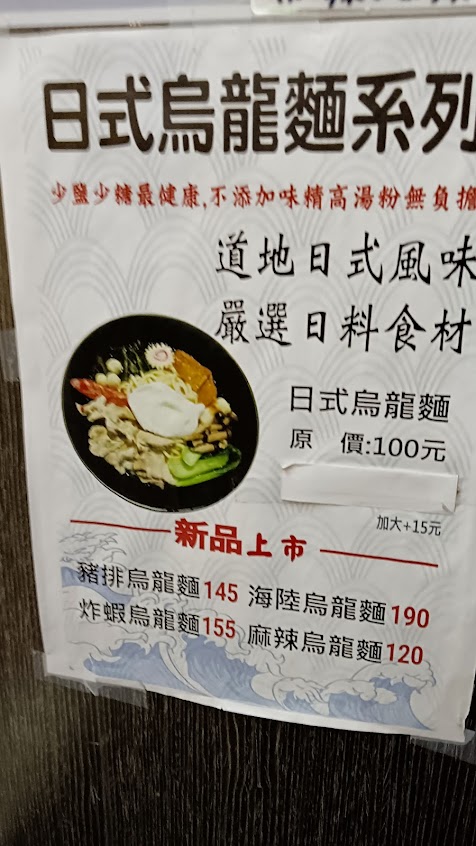 日式烏龍麵系列
少鹽少糖最健康,不添加味精高湯粉無負擔
道地日式風味
嚴選日料食材
日式烏龍麵
原 價:100元
加大+15元
新品上市
豬排烏龍麵145 海陸烏龍麵190
炸蝦烏龍麵155 麻辣烏龍麵120